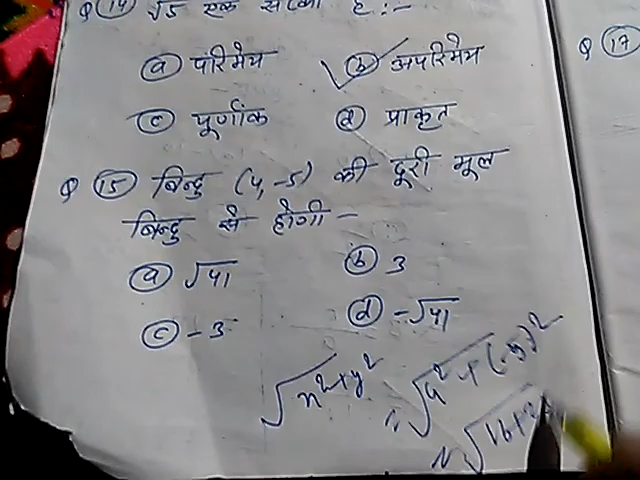 Q (14) √5 एक संख्या है :-
(a) परिमेय (b) अपरिमेय
(c) पूर्णांक (d) प्राकृत
Q (15) बिन्दु (4, -5) की दूरी मूल
बिन्दु से होगी -
(a) √41 (b) 3
(c) -3 (d) -√41
√x²+y²
√4²+(-5)²
√16+2
Q (17)